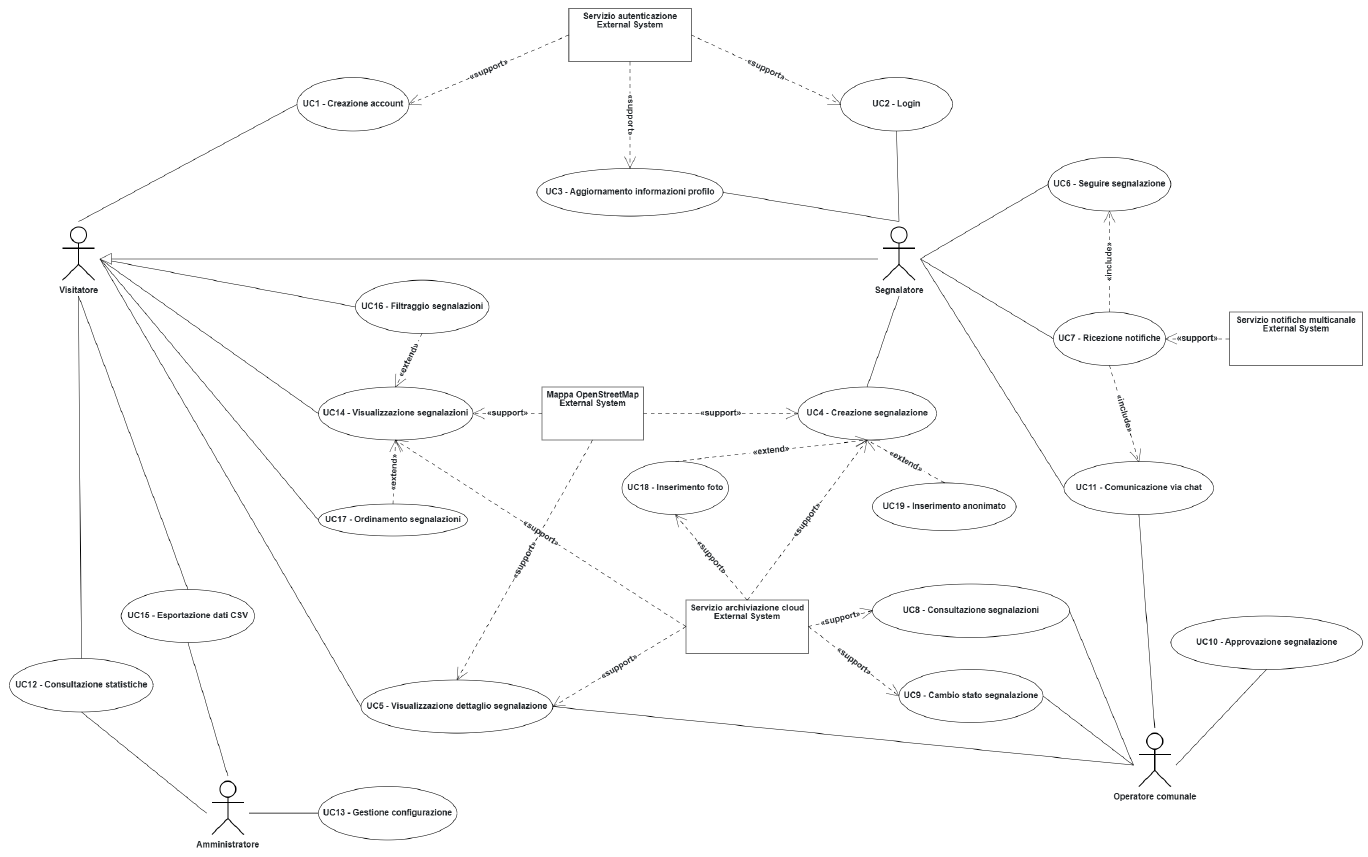 Servizio autenticazione
External System
«support»
«support»
UC1 - Creazione account
«support»
UC2 - Login
UC3 - Aggiornamento informazioni profilo
UC6 - Seguire segnalazione
Visitatore
Segnalatore
«include»
UC16 - Filtraggio segnalazioni
Servizio notifiche multicanale
External System
UC7 - Ricezione notifiche
«support»
«extend»
Mappa OpenStreetMap
External System
UC14 - Visualizzazione segnalazioni
«support»
«support»
UC4 - Creazione segnalazione
«include»
«extend»
«extend»
«extend»
UC18 - Inserimento foto
UC11 - Comunicazione via chat
UC19 - Inserimento anonimato
UC17 - Ordinamento segnalazioni
«support»
«support»
«support»
«support»
Servizio archiviazione cloud
External System
UC8 - Consultazione segnalazioni
«support»
UC15 - Esportazione dati CSV
UC10 - Approvazione segnalazione
«support»
«support»
UC12 - Consultazione statistiche
UC9 - Cambio stato segnalazione
UC5 - Visualizzazione dettaglio segnalazione
Operatore comunale
UC13 - Gestione configurazione
Amministratore